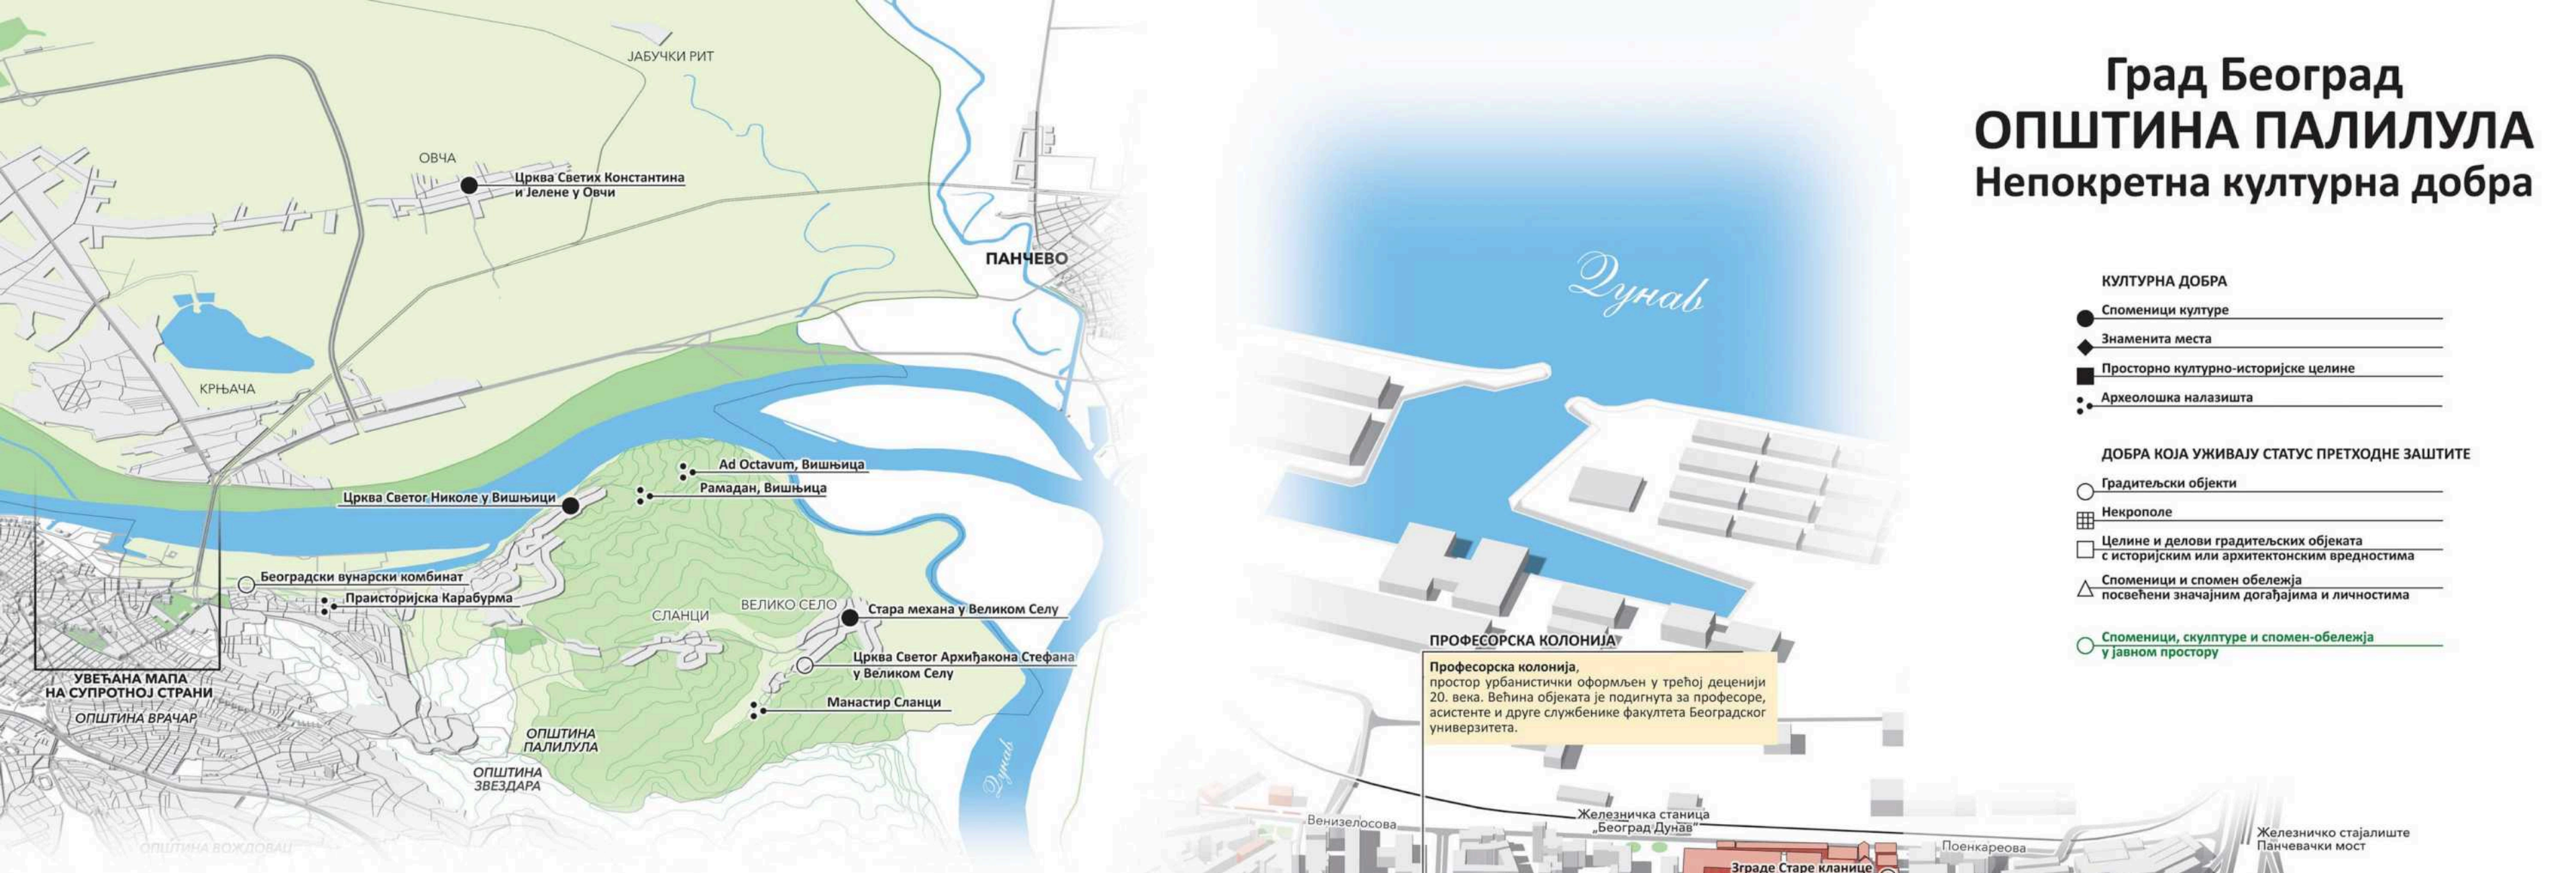 Град Београд
ОПШТИНА ПАЛИЛУЛА
Непокретна културна добра
КУЛТУРНА ДОБРА
Споменици културе
Знаменита места
Просторно културно-историјске целине
Археолошка налазишта
ДОБРА КОЈА УЖИВАЈУ СТАТУС ПРЕТХОДНЕ ЗАШТИТЕ
Градитељски објекти
Некрополе
Целине и делови градитељских објеката
с историјским или архитектонским вредностима
Споменици и спомен обележја
посвећени значајним догађајима и личностима
Споменици, скулптуре и спомен-обележја
у јавном простору
ЈАБУЧКИ РИТ
ОВЧА
Црква Светих Константина
и Јелене у Овчи
ПАНЧЕВО
КРЊАЧА
Ad Octavum, Вишњица
Рамадан, Вишњица
Црква Светог Николе у Вишњици
Београдски вунарски комбинат
Праисторијска Карабурма
СЛАНЦИ
ВЕЛИКО СЕЛО
Стара механа у Великом Селу
Црква Светог Архиђакона Стефана
у Великом Селу
Манастир Сланци
УВЕЋАНА МАПА
НА СУПРОТНОЈ СТРАНИ
ОПШТИНА ВРАЧАР
ОПШТИНА
ПАЛИЛУЛА
ОПШТИНА
ЗВЕЗДАРА
ОПШТИНА ВОЖДОВАЦ
Дунав
Дунав
ПРОФЕСОРСКА КОЛОНИЈА
Професорска колонија,
простор урбанистички оформљен у трећој деценији
20. века. Већина објеката је подигнута за професоре,
асистенте и друге службенике факултета Београдског
универзитета.
Венизелосова
Железничка станица
„Београд Дунав"
Поенкареова
Железничко стајалиште
Панчевачки мост
Зграде Старе кланице